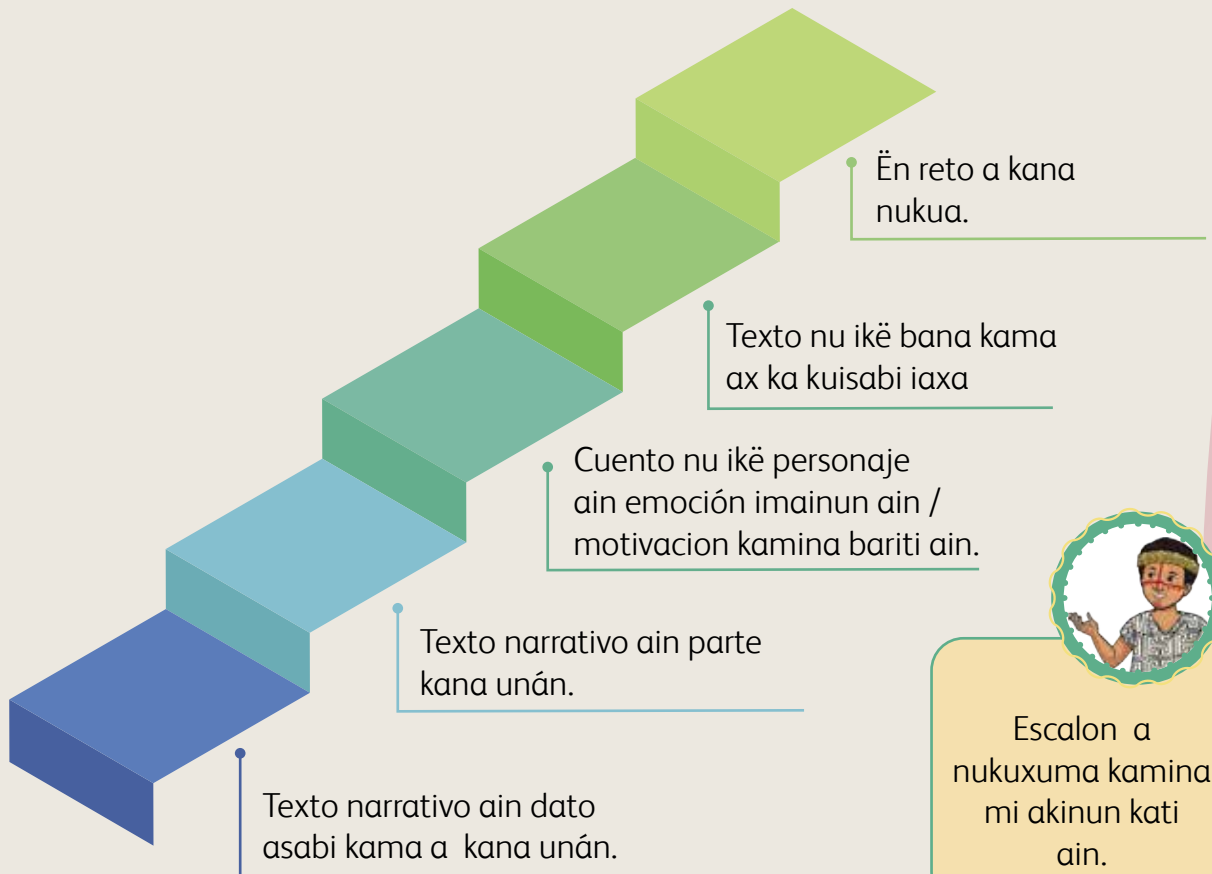 Ën reto a kana
nukua.
Texto nu ikë bana kama
ax ka kuisabi iaxa
Cuento nu ikë personaje
ain emoción imainun ain /
motivacion kamina bariti ain.
Texto narrativo ain parte
kana unán.
Texto narrativo ain dato
asabi kama a kana unán.
Escalon a
nukuxuma kamina
mi akinun kati
ain.